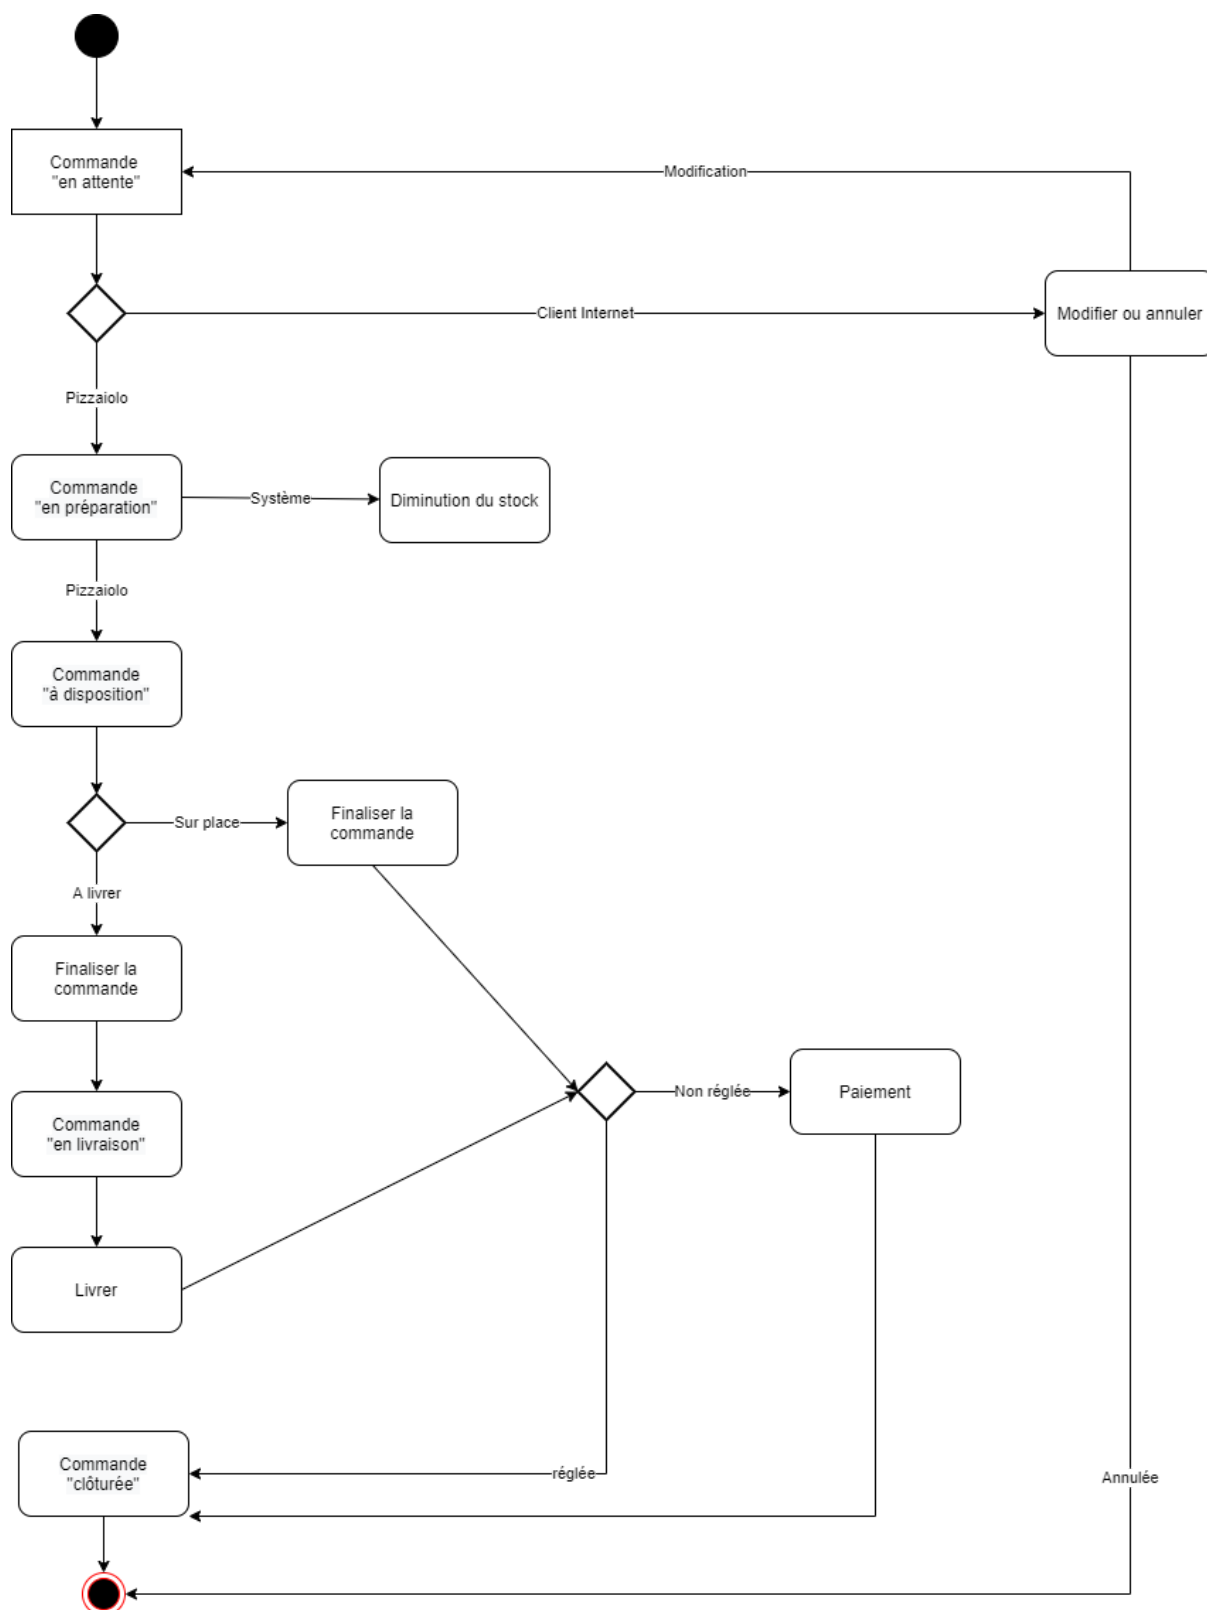 Commande
"en attente"
Modification
Client Internet
Modifier ou annuler
Pizzaiolo
Commande
"en préparation"
Système
Diminution du stock
Pizzaiolo
Commande
"à disposition"
Sur place
Finaliser la
commande
A livrer
Finaliser la
commande
Non réglée
Paiement
Commande
"en livraison"
Livrer
Commande
"clôturée"
réglée
Annulée